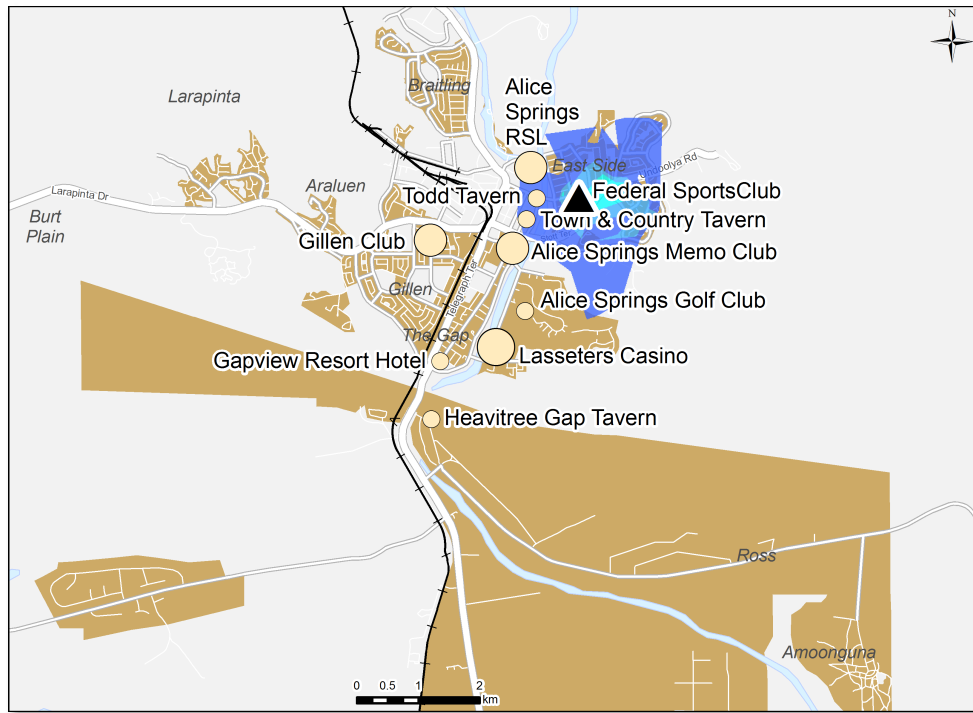 N
Braitling
Larapinta
Alice
Springs
RSL
East Side
Undoolya Rd
Larapinta Dr
Araluen
Todd Tavern
Federal SportsClub
Burt
Plain
Town & Country Tavern
Gillen Club
Alice Springs Memo Club
Telegraph Ter
Gillen
Alice Springs Golf Club
The Gap
Gapview Resort Hotel
Lasseters Casino
Heavitree Gap Tavern
Ross
Amoonguna
0 0.5 1 2
km